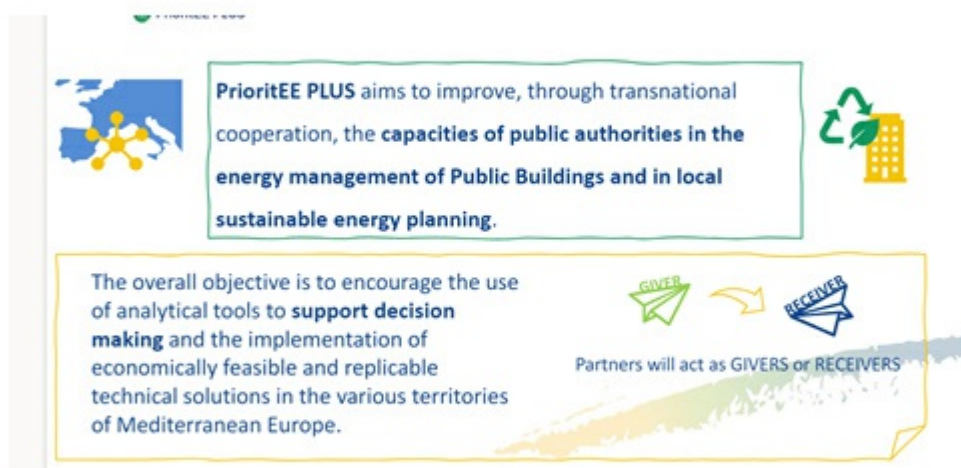 PrioritEE PLUS
PrioritEE PLUS aims to improve, through transnational
cooperation, the capacities of public authorities in the
energy management of Public Buildings and in local
sustainable energy planning.
The overall objective is to encourage the use
of analytical tools to support decision
making and the implementation of
economically feasible and replicable
technical solutions in the various territories
of Mediterranean Europe.
GIVER
RECEIVER
Partners will act as GIVERS or RECEIVERS